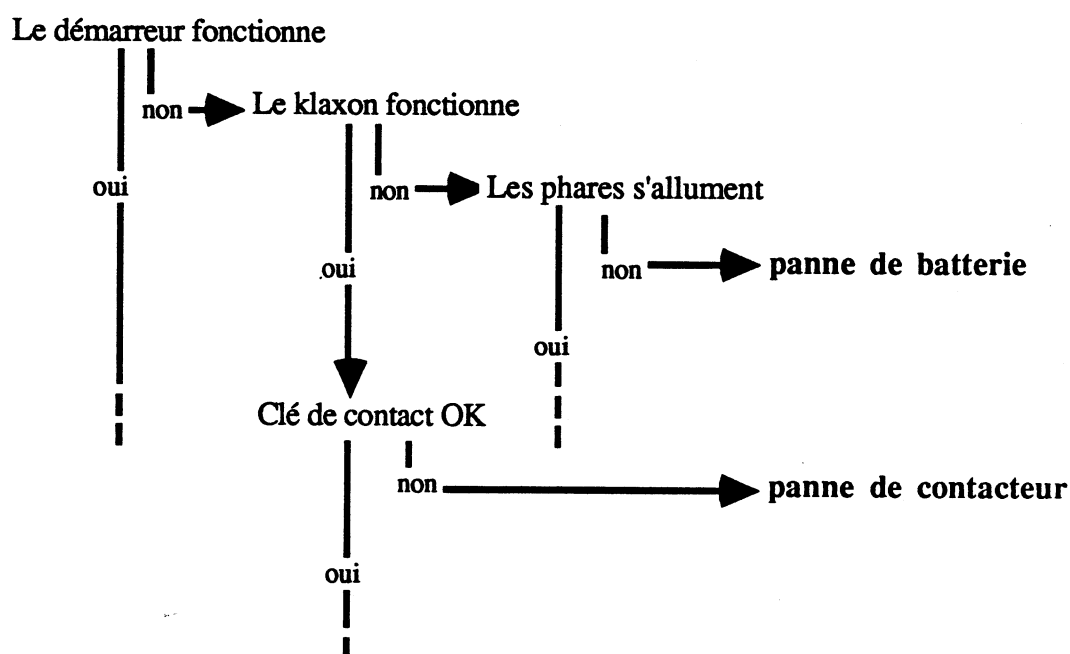 Le démarreur fonctionne
non
Le klaxon fonctionne
oui
non
Les phares s'allument
oui
non
panne de batterie
oui
Clé de contact OK
non
panne de contacteur
oui